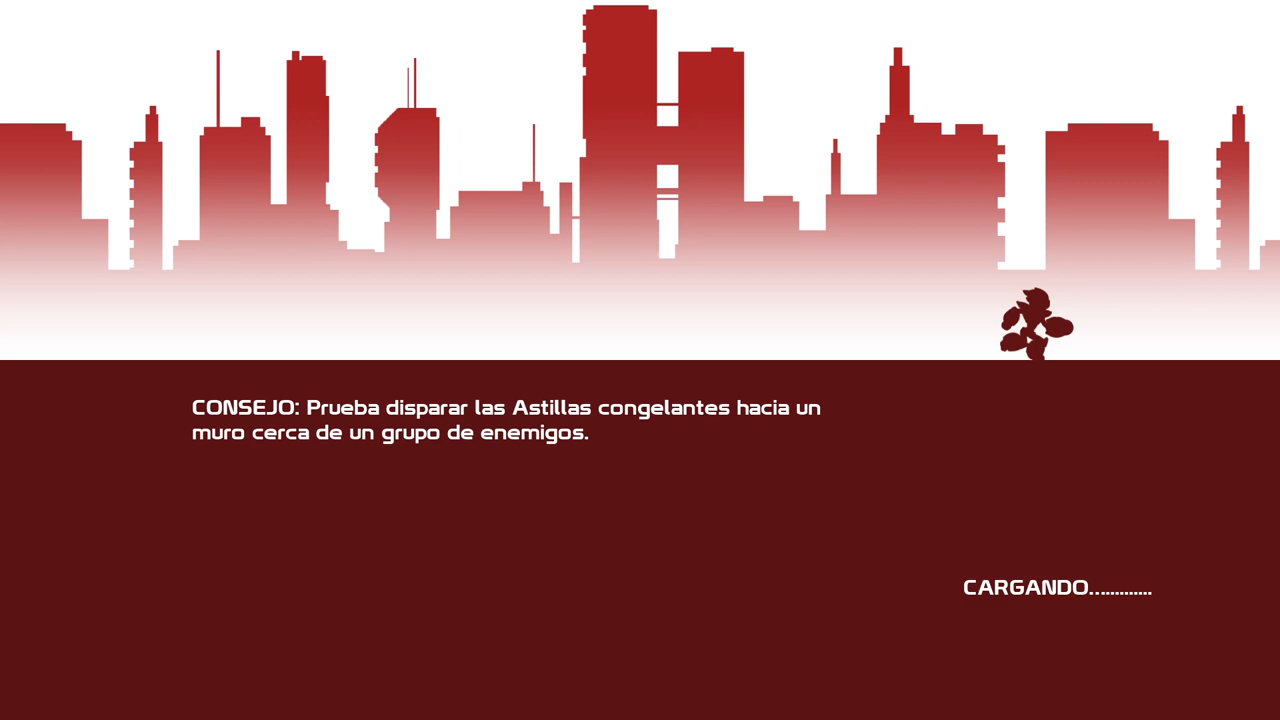 CONSEJO: Prueba disparar las Astillas congelantes hacia un
muro cerca de un grupo de enemigos.
CARGANDO............